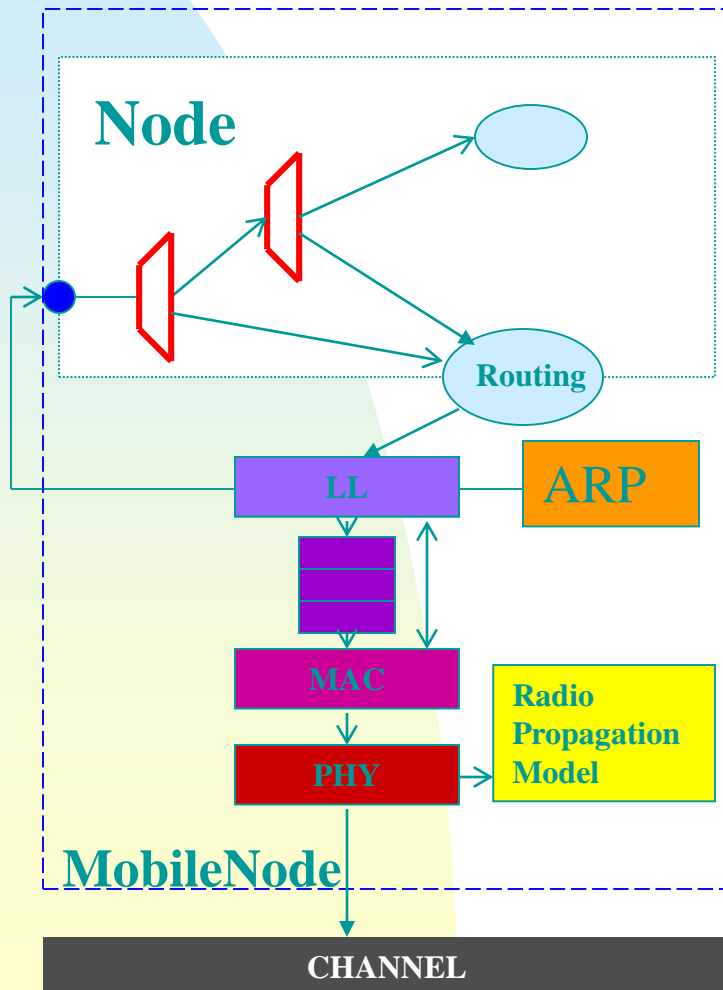 Node
Routing
LL
ARP
MAC
Radio
Propagation
Model
PHY
MobileNode
CHANNEL